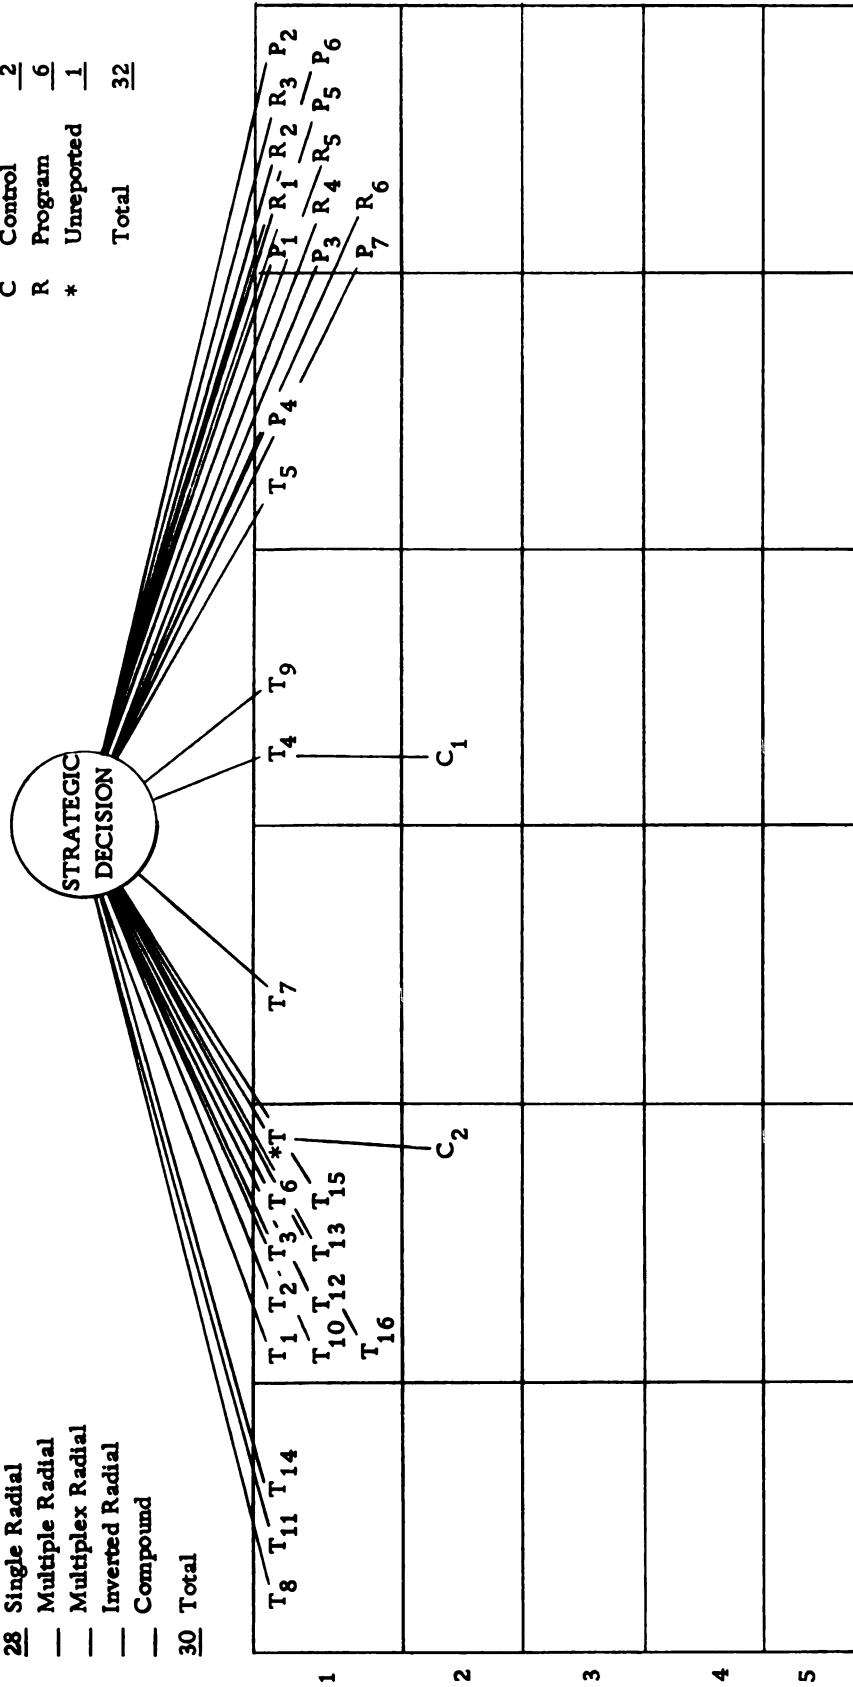 28 Single Radial
Multiple Radial
Multiplex Radial
Inverted Radial
Compound
30 Total
C Control 2
R Program 6
* Unreported 1
Total 32
STRATEGIC
DECISION
1
T8 T11 T14 T1 T2 T3 T6 *T T7 T4 T9 T5 P4 P1 R1 R2 R3 P2
T10 T12 T13 T15 P3 R4 R5 P5 P6
T16 P7 R6
2
C2 C1
3
4
5